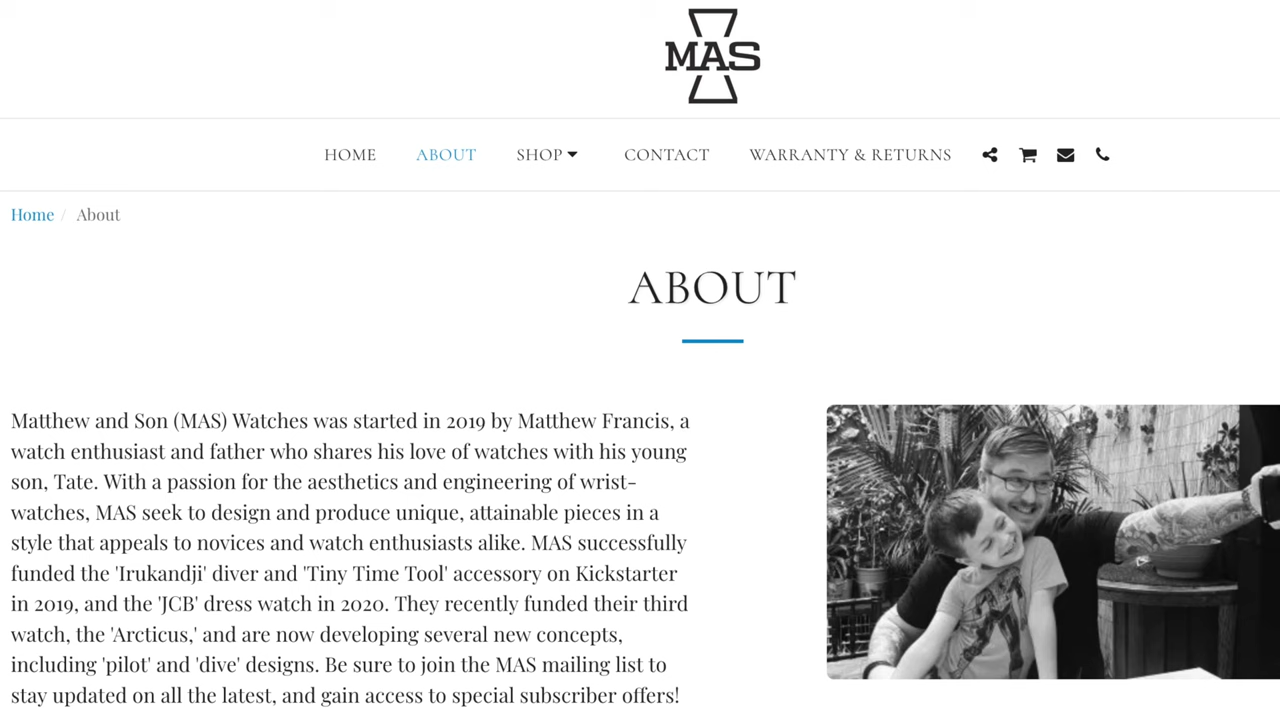 MAS
HOME ABOUT SHOP CONTACT WARRANTY & RETURNS
Home / About
ABOUT
Matthew and Son (MAS) Watches was started in 2019 by Matthew Francis, a
watch enthusiast and father who shares his love of watches with his young
son, Tate. With a passion for the aesthetics and engineering of wrist-
watches, MAS seek to design and produce unique, attainable pieces in a
style that appeals to novices and watch enthusiasts alike. MAS successfully
funded the 'Irukandji' diver and 'Tiny Time Tool' accessory on Kickstarter
in 2019, and the 'JCB' dress watch in 2020. They recently funded their third
watch, the 'Arcticus,' and are now developing several new concepts,
including 'pilot' and 'dive' designs. Be sure to join the MAS mailing list to
stay updated on all the latest, and gain access to special subscriber offers!